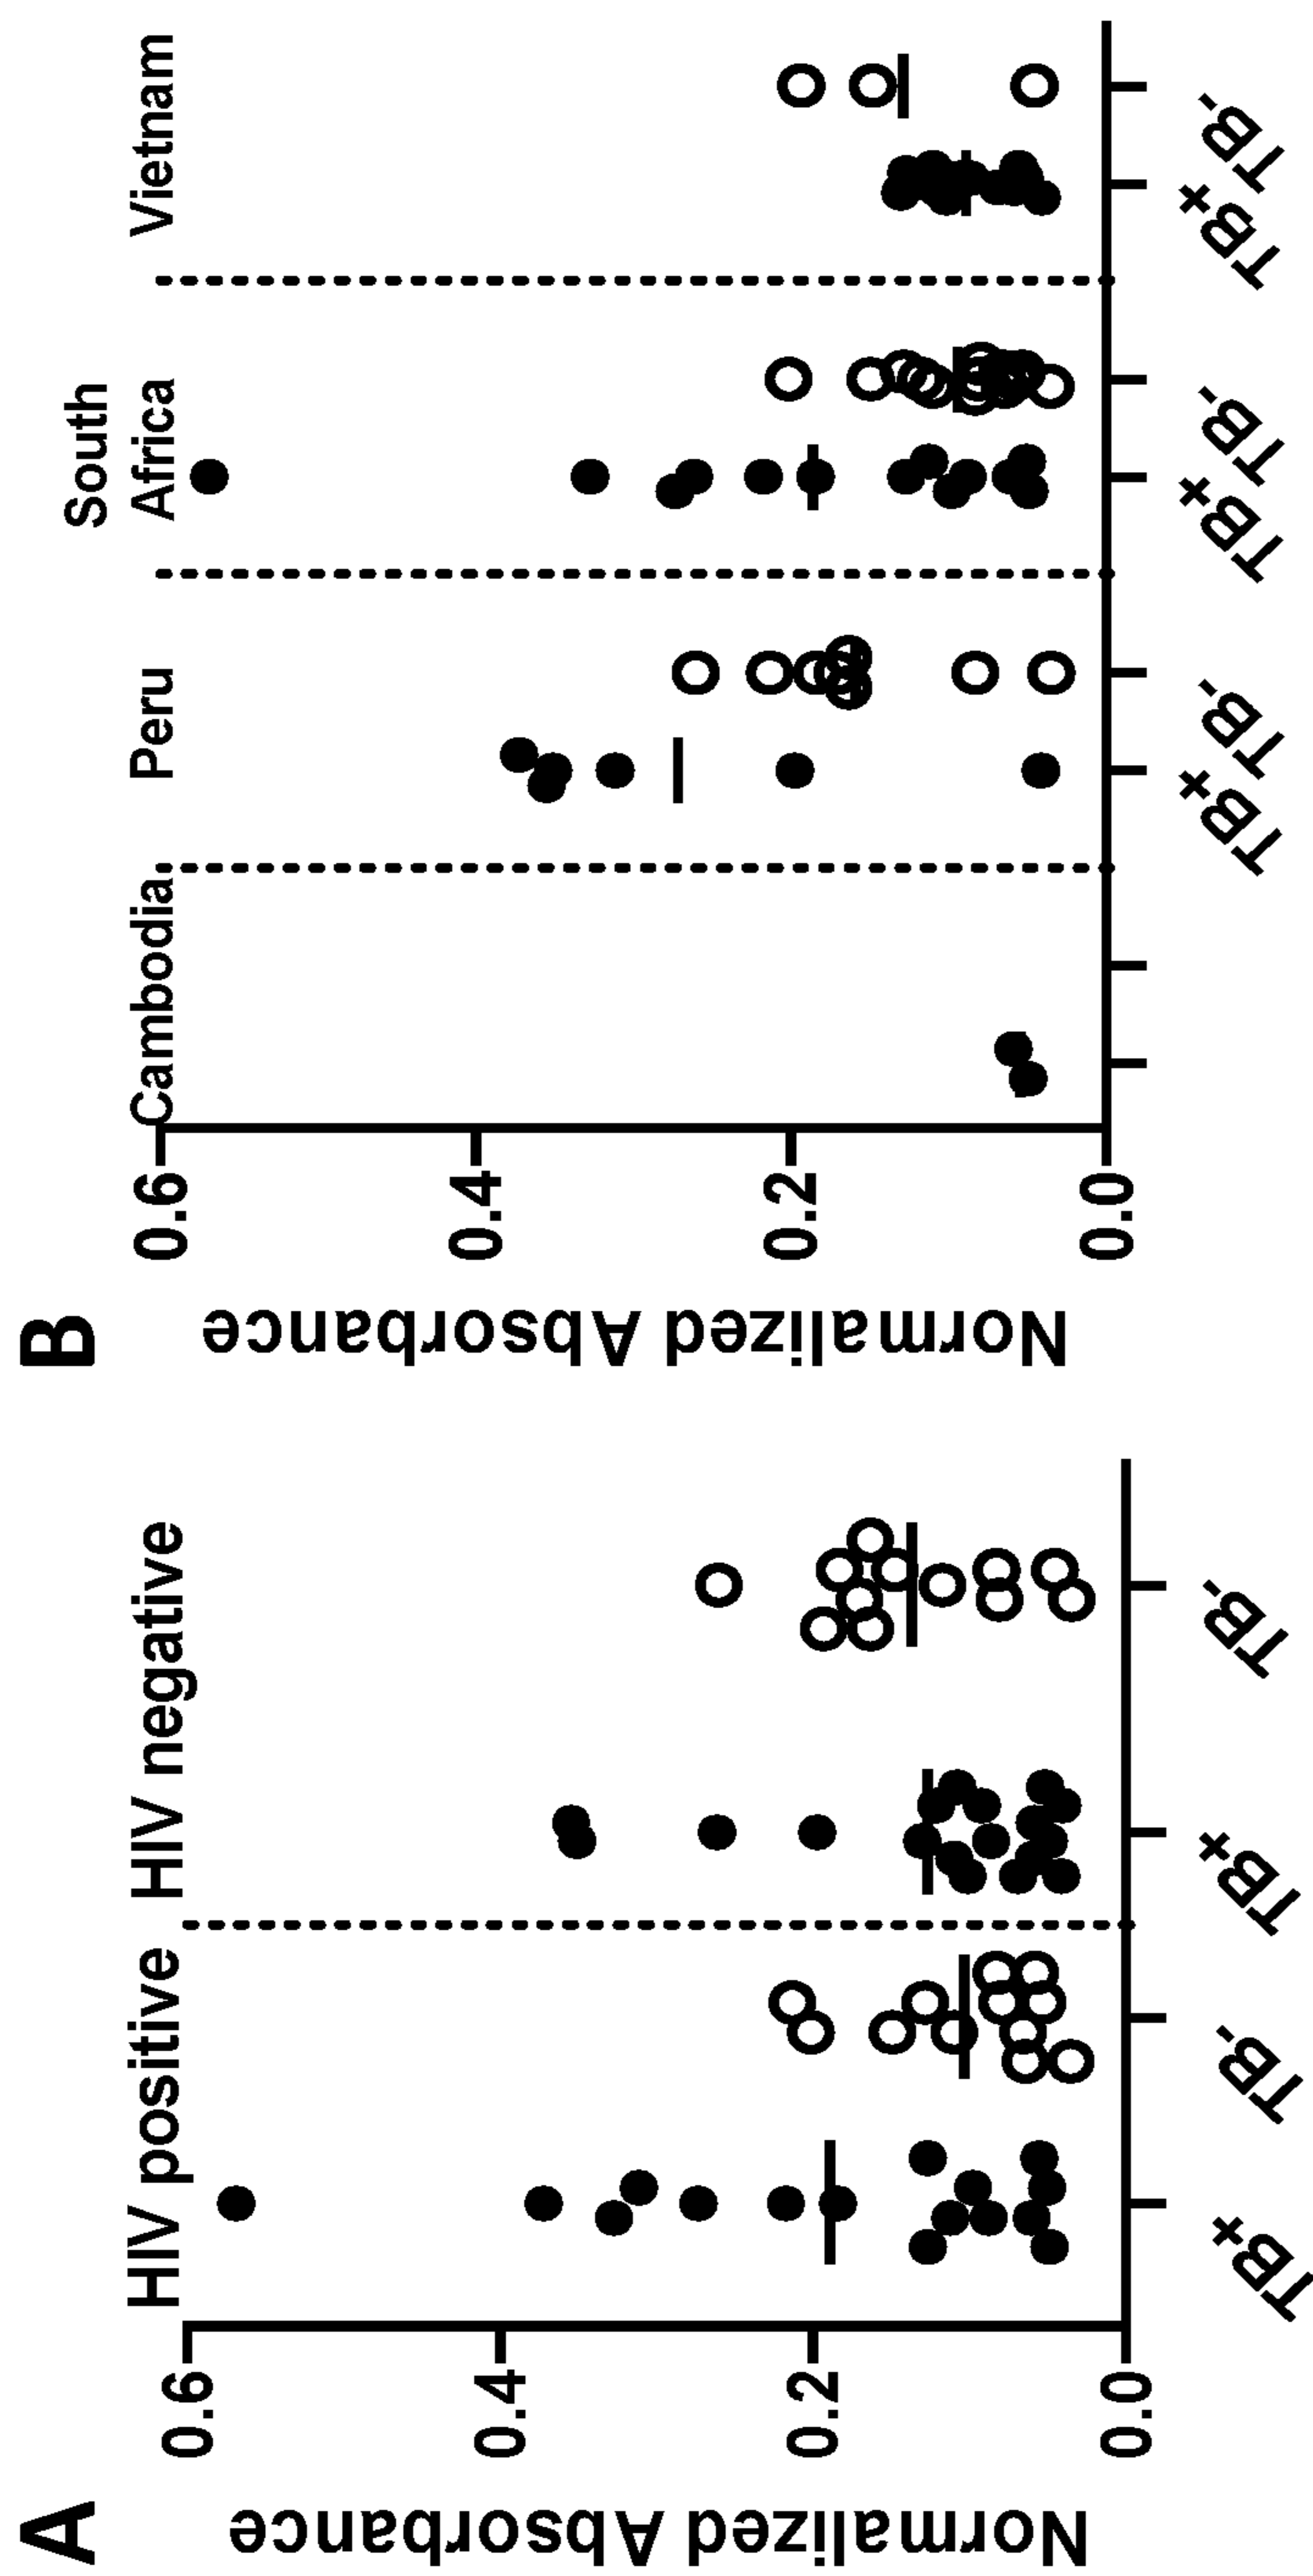 A
HIV positive
HIV negative
Normalized Absorbance
0.6
0.4
0.2
0.0
TB+
TB-
TB+
TB-
B
Cambodia
Peru
South
Africa
Vietnam
Normalized Absorbance
0.6
0.4
0.2
0.0
TB+
TB-
TB+
TB-
TB+
TB-